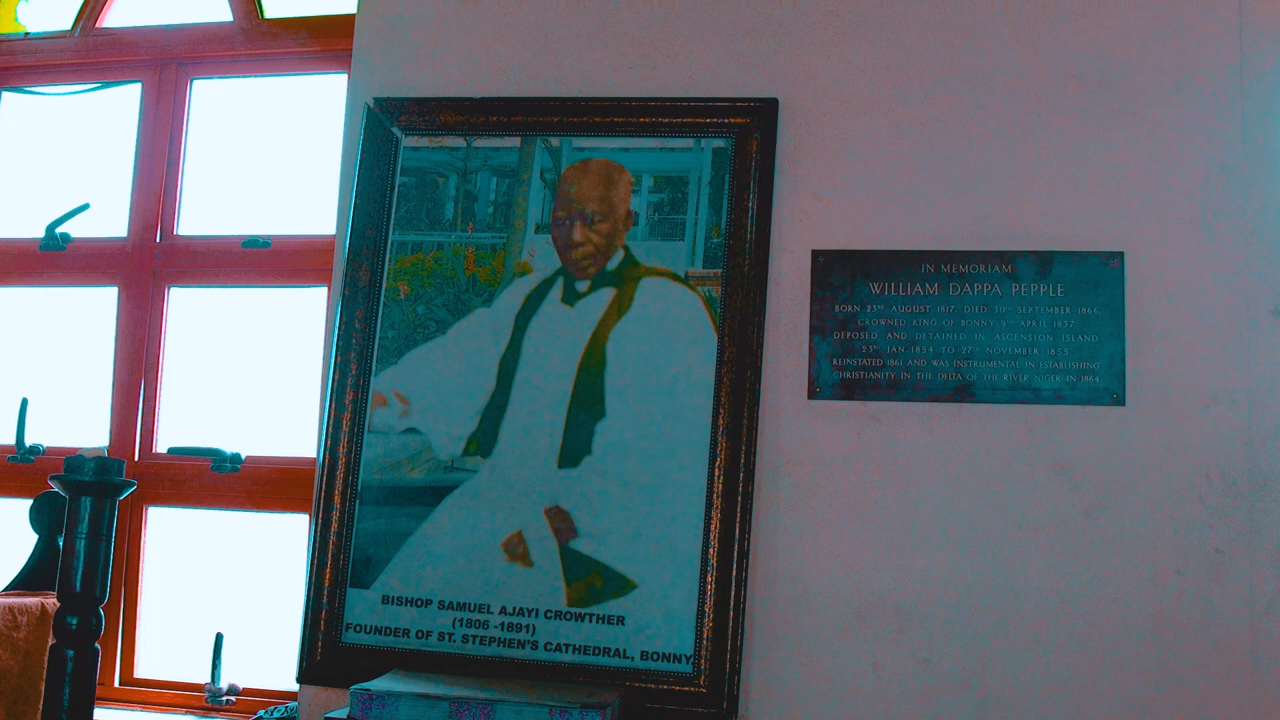 BISHOP SAMUEL AJAYI CROWTHER
(1806 -1891)
FOUNDER OF ST. STEPHEN'S CATHEDRAL, BONNY
IN MEMORIAM
WILLIAM DAPPA PEPPLE
BORN 23RD AUGUST 1817. DIED 30TH SEPTEMBER 1866.
CROWNED KING OF BONNY 9TH APRIL 1837.
DEPOSED AND DETAINED IN ASCENSION ISLAND
23RD JAN 1854 TO 27TH NOVEMBER 1855
REINSTATED 1861 AND WAS INSTRUMENTAL IN ESTABLISHING
CHRISTIANITY IN THE DELTA OF THE RIVER NIGER IN 1864